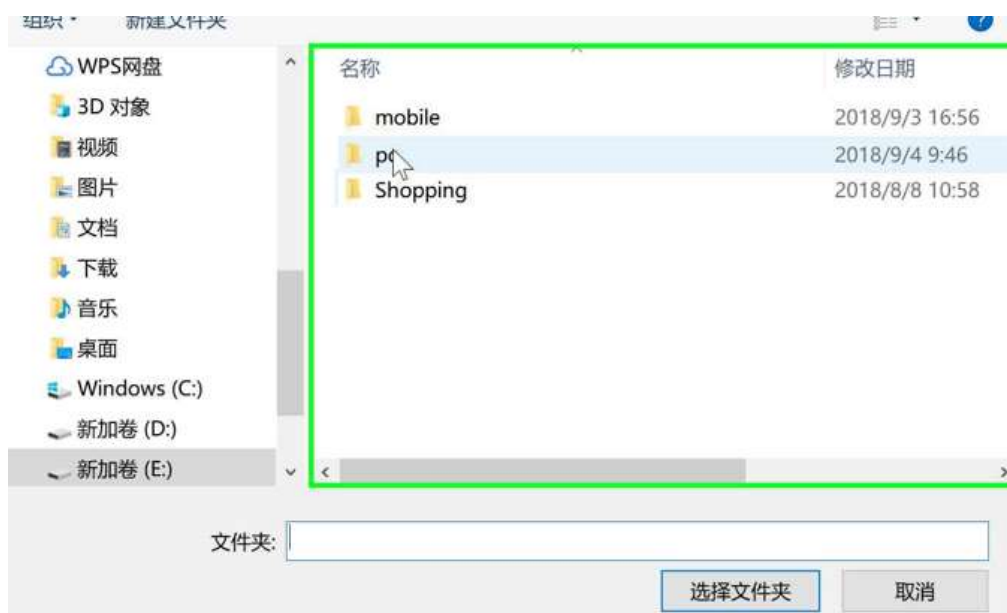 组织 新建文件夹
WPS网盘
3D 对象
视频
图片
文档
下载
音乐
桌面
Windows (C:)
新加卷 (D:)
新加卷 (E:)
名称 修改日期
mobile 2018/9/3 16:56
2018/9/4 9:46
Shopping 2018/8/8 10:58
文件夹:
选择文件夹 取消